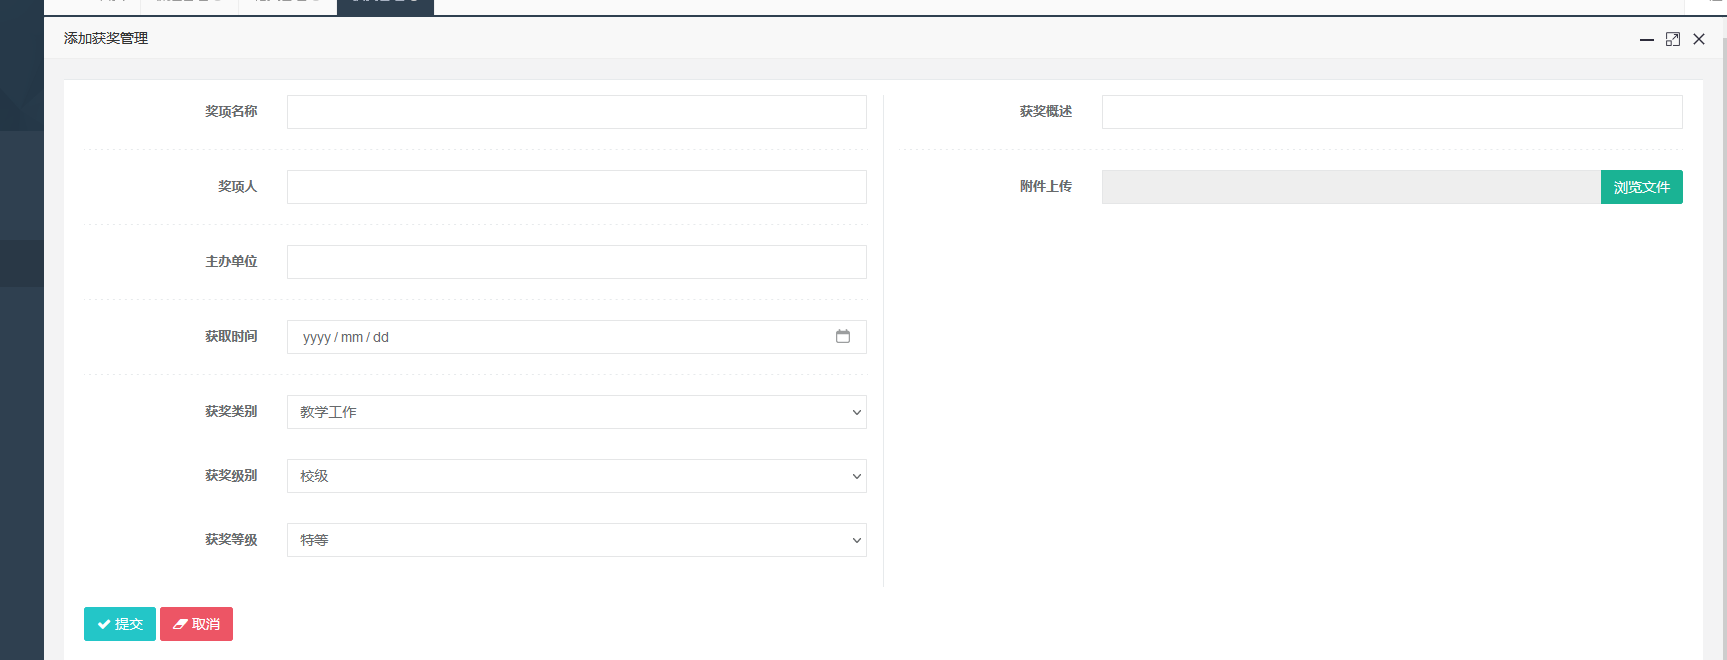 添加获奖管理
奖项名称
获奖概述
奖项人
附件上传
浏览文件
主办单位
获取时间
yyyy / mm / dd
获奖类别
教学工作
获奖级别
校级
获奖等级
特等
提交
取消